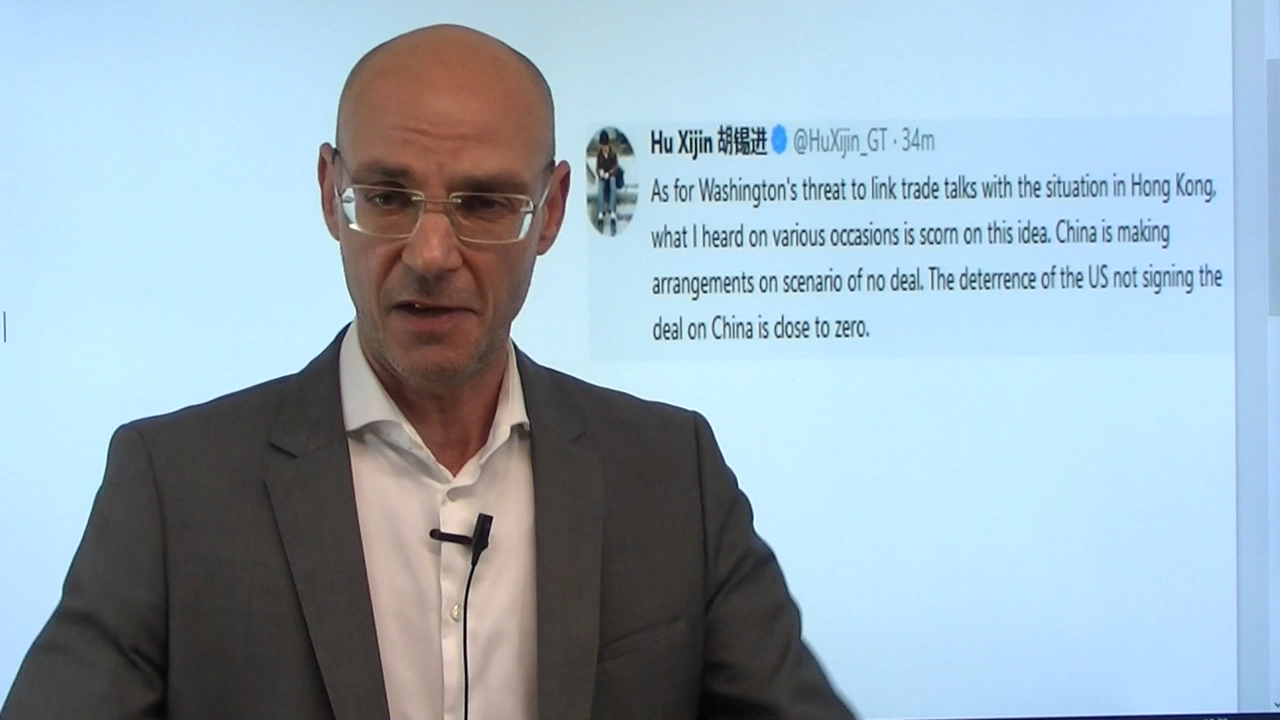 Hu Xijin 胡锡进 @HuXijin_GT · 34m
As for Washington's threat to link trade talks with the situation in Hong Kong,
what I heard on various occasions is scorn on this idea. China is making
arrangements on scenario of no deal. The deterrence of the US not signing the
deal on China is close to zero.